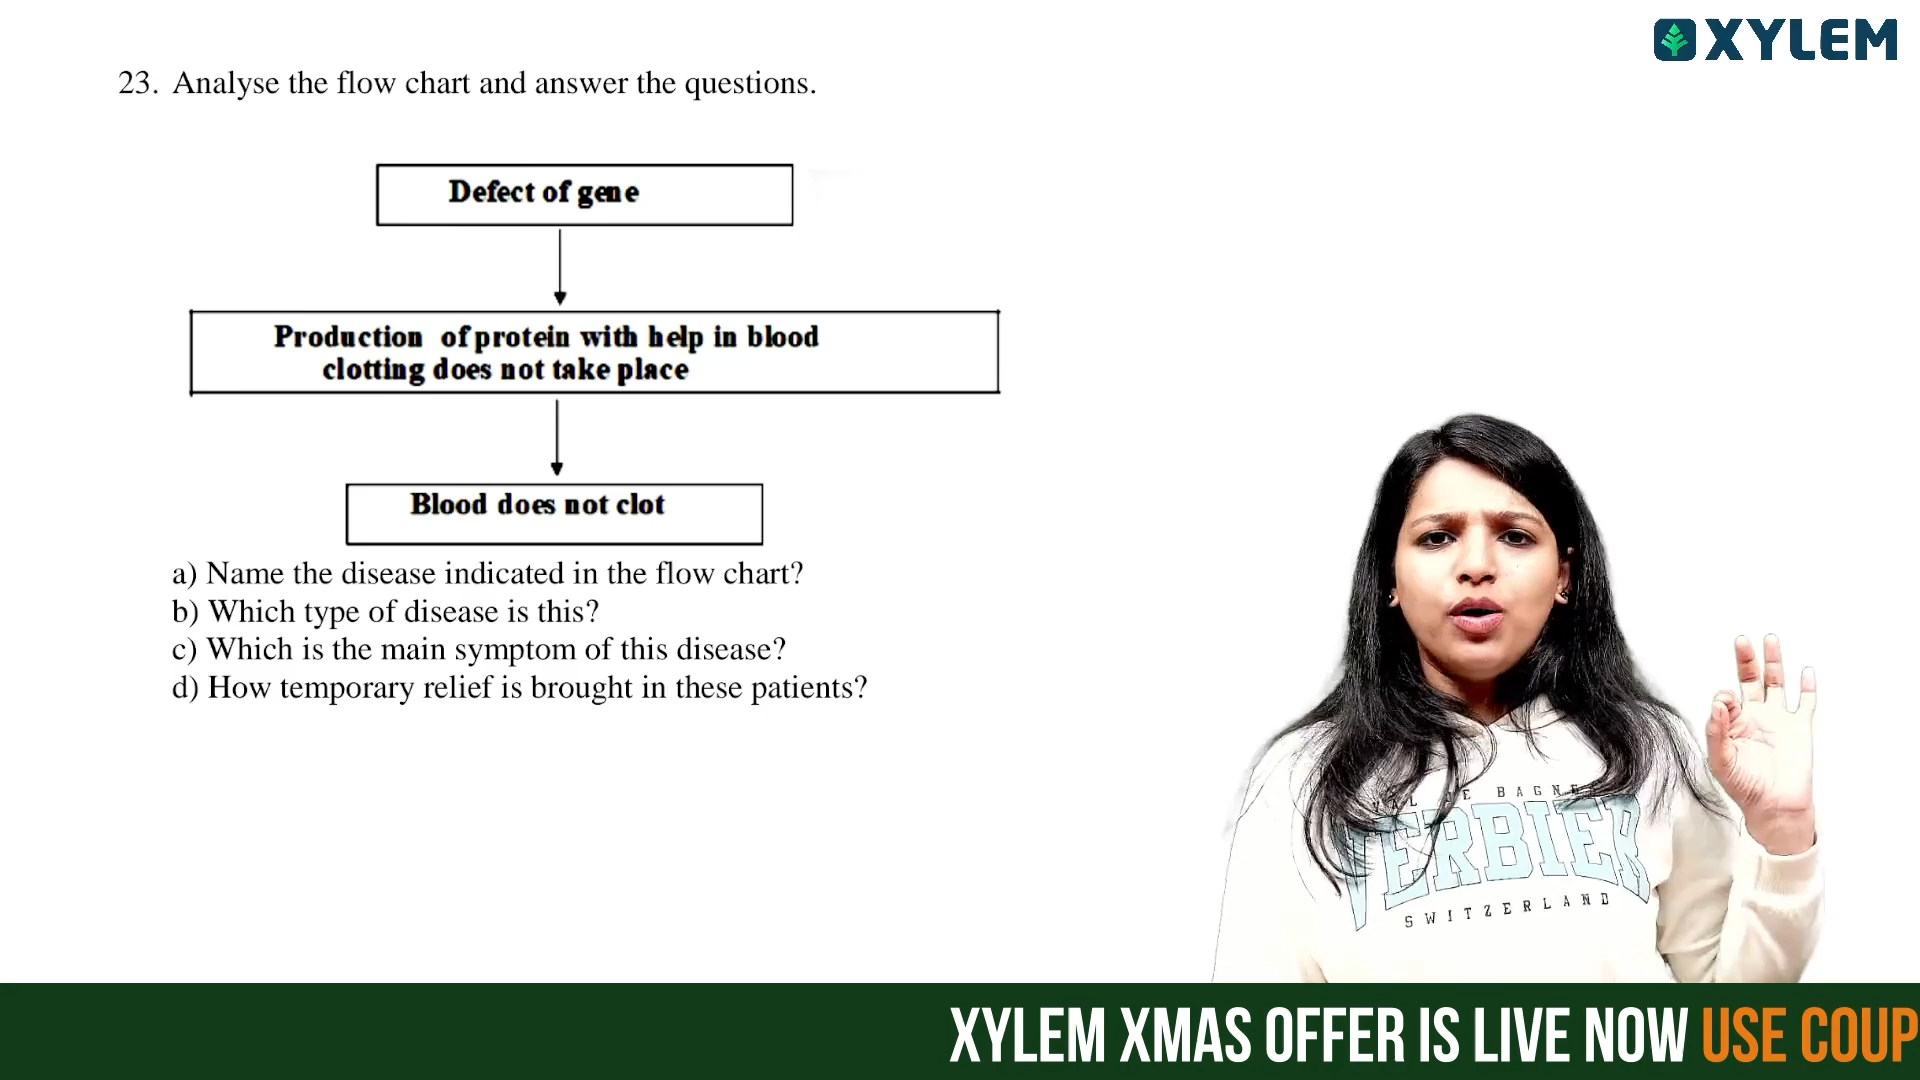 XYLEM
23. Analyse the flow chart and answer the questions.
Defect of gene
Production of protein with help in blood
clotting does not take place
Blood does not clot
a) Name the disease indicated in the flow chart?
b) Which type of disease is this?
c) Which is the main symptom of this disease?
d) How temporary relief is brought in these patients?
VERBIER
SWITZERLAND
XYLEM XMAS OFFER IS LIVE NOW USE COUP